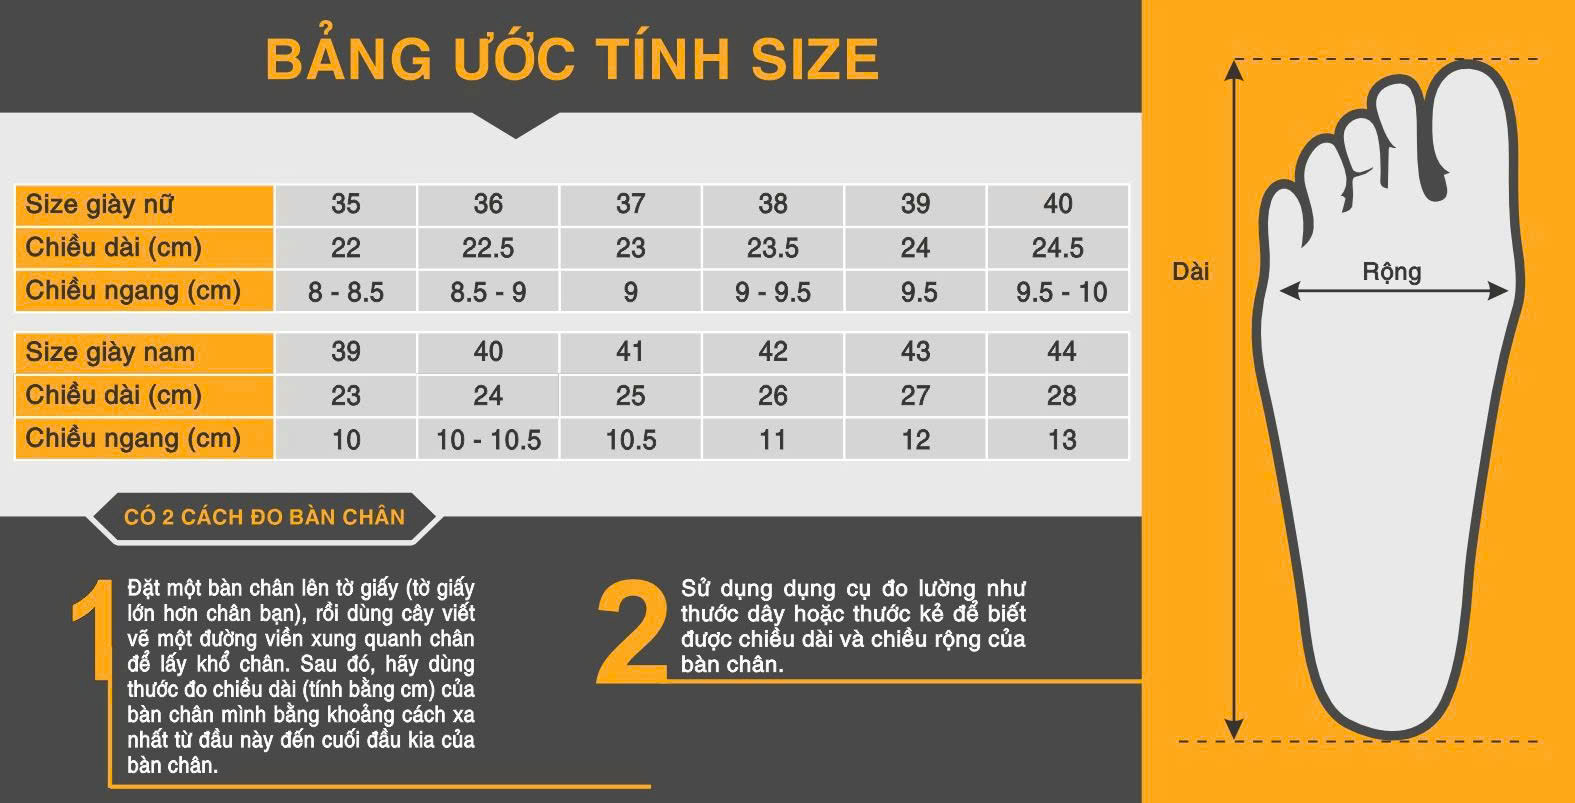 BẢNG ƯỚC TÍNH SIZE
Size giày nữ 35 36 37 38 39 40
Chiều dài (cm) 22 22.5 23 23.5 24 24.5
Chiều ngang (cm) 8 - 8.5 8.5 - 9 9 9 - 9.5 9.5 9.5 - 10
Size giày nam 39 40 41 42 43 44
Chiều dài (cm) 23 24 25 26 27 28
Chiều ngang (cm) 10 10 - 10.5 10.5 11 12 13
CÓ 2 CÁCH ĐO BÀN CHÂN
1
Đặt một bàn chân lên tờ giấy (tờ giấy
lớn hơn chân bạn), rồi dùng cây viết
vẽ một đường viền xung quanh chân
để lấy khổ chân. Sau đó, hãy dùng
thước đo chiều dài (tính bằng cm) của
bàn chân mình bằng khoảng cách xa
nhất từ đầu này đến cuối đầu kia của
bàn chân.
2
Sử dụng dụng cụ đo lường như
thước dây hoặc thước kẻ để biết
được chiều dài và chiều rộng của
bàn chân.
Dài
Rộng